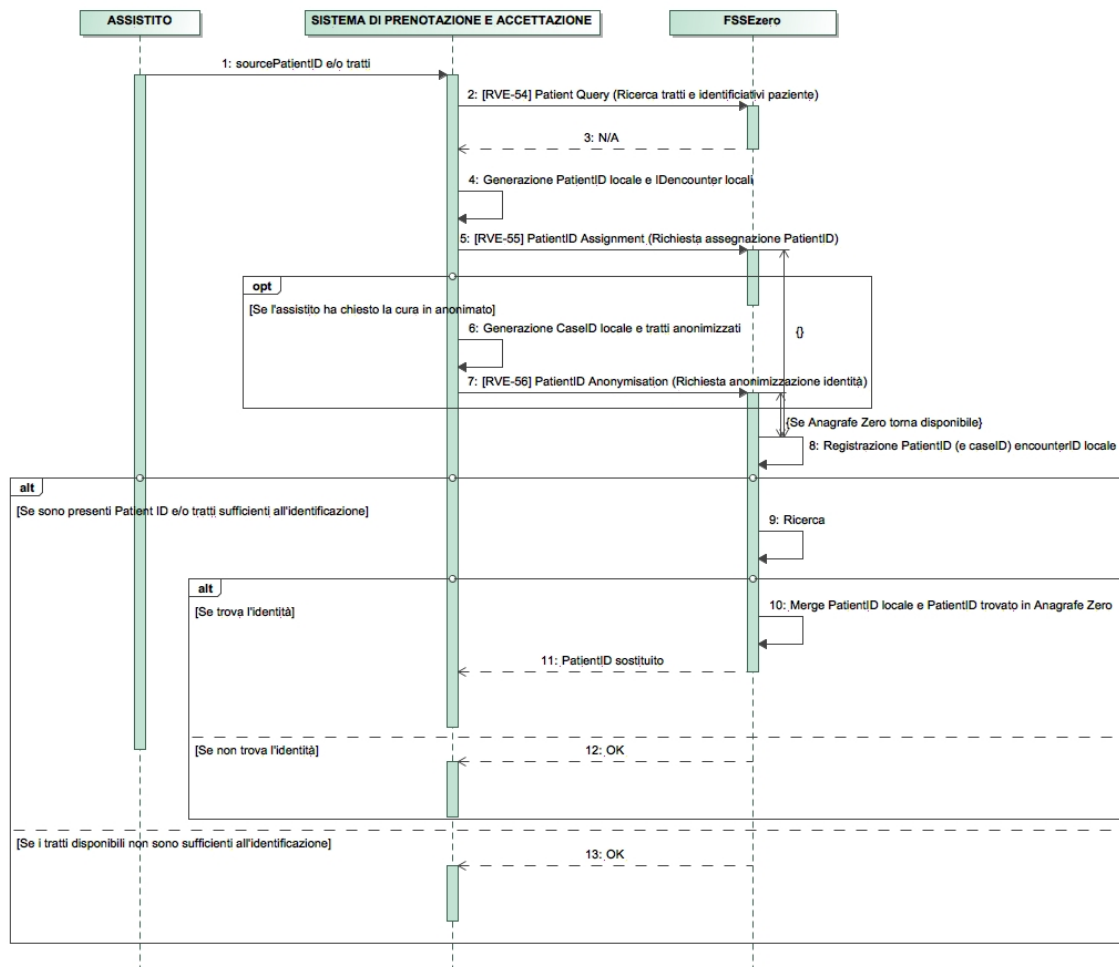 ASSISTITO
SISTEMA DI PRENOTAZIONE E ACCETTAZIONE
FSSEzero
1: sourcePatientID e/o tratti
2: [RVE-54] Patient Query (Ricerca tratti e identificiativi paziente)
3: N/A
4: Generazione PatientID locale e IDencounter locali
5: [RVE-55] PatientID Assignment (Richiesta assegnazione PatientID)
opt
[Se l'assistito ha chiesto la cura in anonimato]
6: Generazione CaseID locale e tratti anonimizzati
{}
7: [RVE-56] PatientID Anonymisation (Richiesta anonimizzazione identità)
{Se Anagrafe Zero torna disponibile}
8: Registrazione PatientID (e caseID) encounterID locale
alt
[Se sono presenti Patient ID e/o tratti sufficienti all'identificazione]
9: Ricerca
alt
[Se trova l'identità]
10: Merge PatientID locale e PatientID trovato in Anagrafe Zero
11: PatientID sostituito
[Se non trova l'identità]
12: OK
[Se i tratti disponibili non sono sufficienti all'identificazione]
13: OK